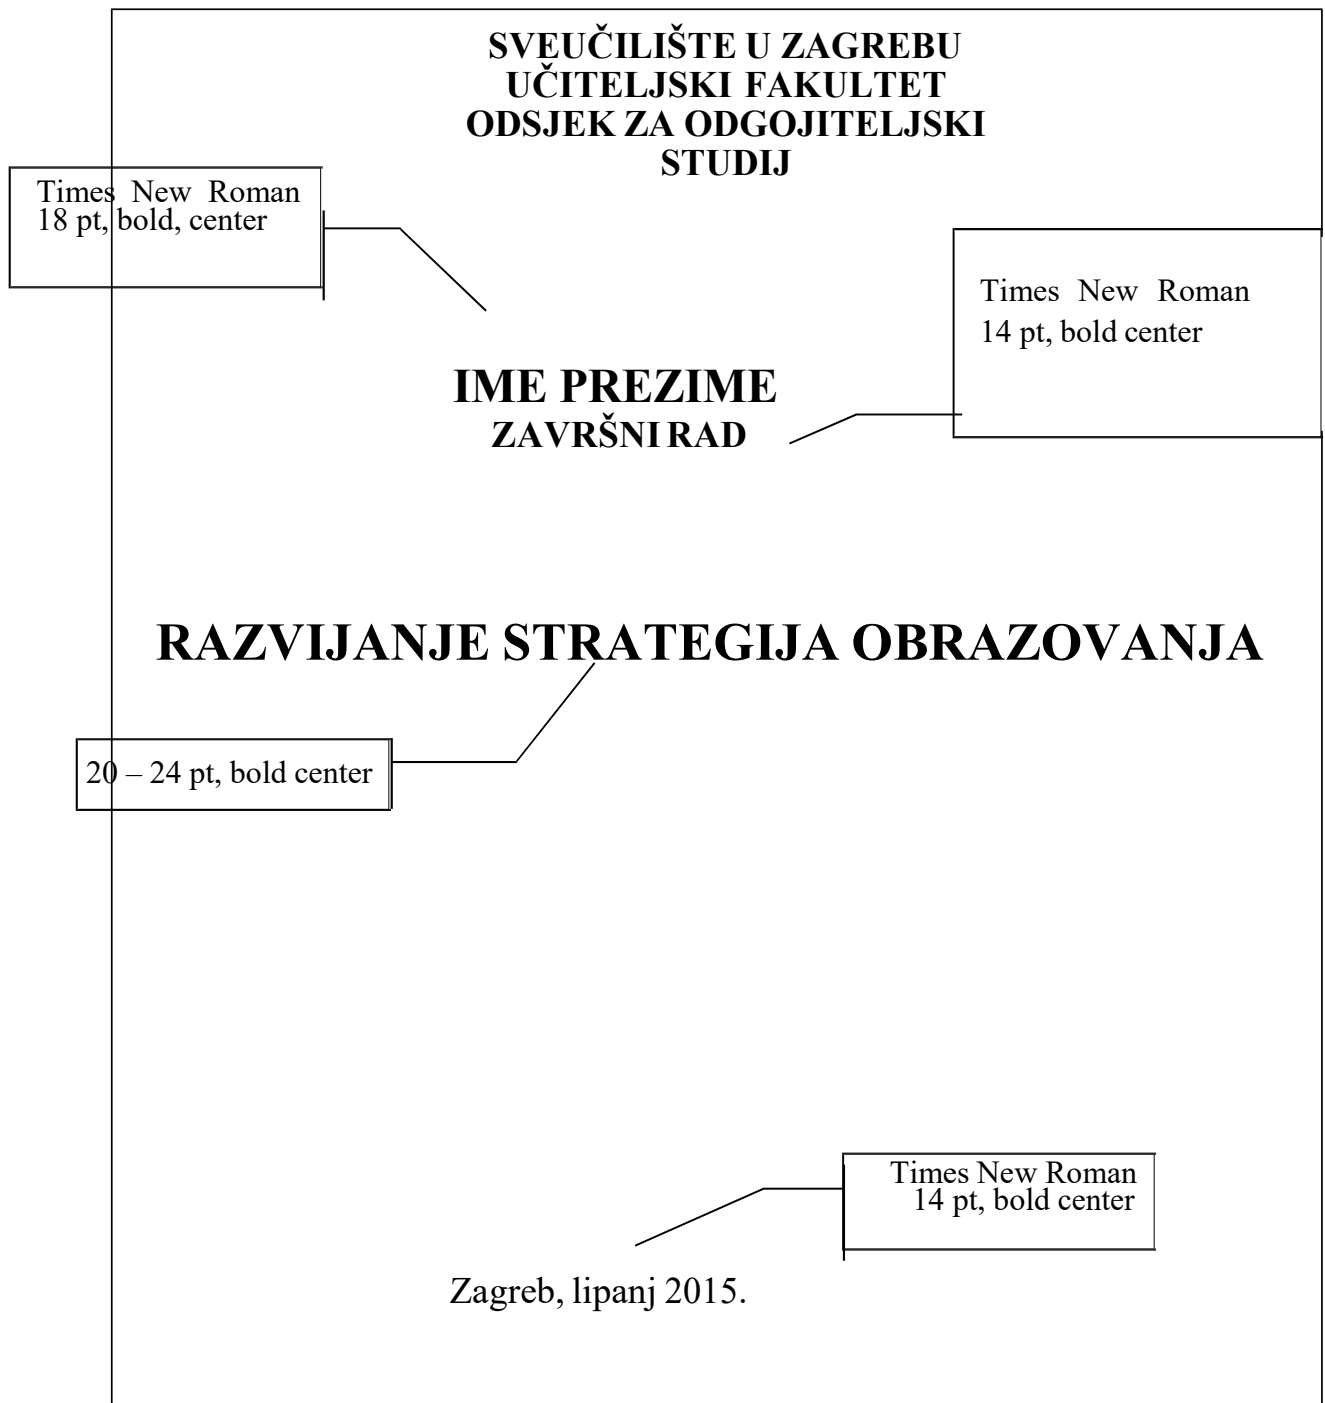 SVEUČILIŠTE U ZAGREBU
UČITELJSKI FAKULTET
ODSJEK ZA ODGOJITELJSKI
STUDIJ
Times New Roman
18 pt, bold, center
Times New Roman
14 pt, bold center
IME PREZIME
ZAVRŠNI RAD
RAZVIJANJE STRATEGIJA OBRAZOVANJA
20 – 24 pt, bold center
Times New Roman
14 pt, bold center
Zagreb, lipanj 2015.